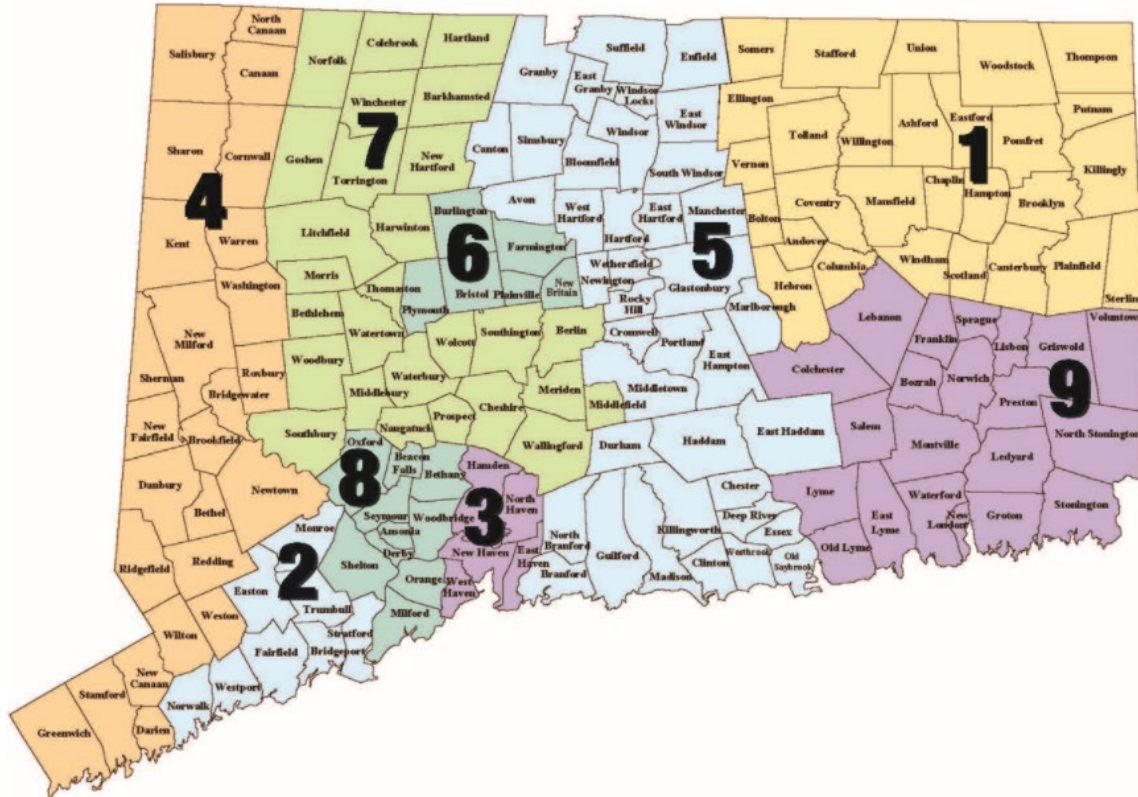 North
Canaan
Salisbury
Canaan
Norfolk
Colebrook
Hartland
Suffield
Enfield
Somers
Stafford
Union
Woodstock
Thompson
Granby
East
Granby
Windsor
Locks
Winchester
Barkhamsted
East
Windsor
Ellington
Ashford
Eastford
Putnam
Sharon
Cornwall
7
Goshen
Torrington
New
Hartford
Canton
Simsbury
Windsor
Bloomfield
South Windsor
Tolland
Willington
Pomfret
1
Killingly
Vernon
4
Burlington
Avon
West
Hartford
East
Hartford
Manchester
Bolton
Coventry
Mansfield
Chaplin
Hampton
Brooklyn
Kent
Warren
Litchfield
Harwinton
6
Farmington
Hartford
5
Andover
Columbia
Windham
Scotland
Canterbury
Plainfield
Sterling
Morris
Thomaston
Plymouth
Bristol
Plainville
New
Britain
Wethersfield
Newington
Glastonbury
Hebron
Washington
Bethlehem
Watertown
Rocky
Hill
Marlborough
Lebanon
Franklin
Sprague
Lisbon
Griswold
Voluntown
New
Milford
Woodbury
Wolcott
Southington
Berlin
Cromwell
Portland
East
Hampton
Colchester
Bozrah
Norwich
Preston
9
Sherman
Roxbury
Bridgewater
Waterbury
Middlebury
Cheshire
Meriden
Middlefield
Middletown
New
Fairfield
Brookfield
Southbury
Naugatuck
Prospect
Wallingford
Durham
Haddam
East Haddam
Salem
Montville
North Stonington
Oxford
Beacon
Falls
Bethany
Hamden
Ledyard
Danbury
Bethel
Newtown
8
Seymour
Woodbridge
3
North
Haven
Chester
Deep River
Essex
Lyme
East
Lyme
Waterford
New
London
Groton
Stonington
Monroe
Ansonia
Derby
New Haven
East
Haven
North
Branford
Guilford
Killingworth
Old Lyme
Ridgefield
Redding
2
Shelton
Orange
West
Haven
Branford
Madison
Clinton
Westbrook
Old
Saybrook
Easton
Trumbull
Milford
Weston
Wilton
Fairfield
Stratford
Bridgeport
New
Canaan
Westport
Norwalk
Stamford
Greenwich
Darien